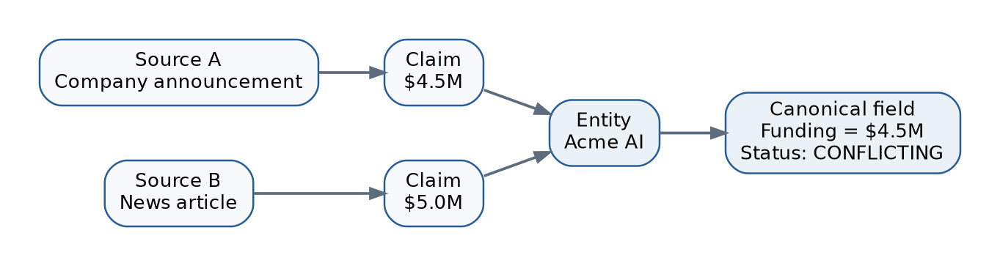 Source A
Company announcement
Claim
$4.5M
Source B
News article
Claim
$5.0M
Entity
Acme AI
Canonical field
Funding = $4.5M
Status: CONFLICTING